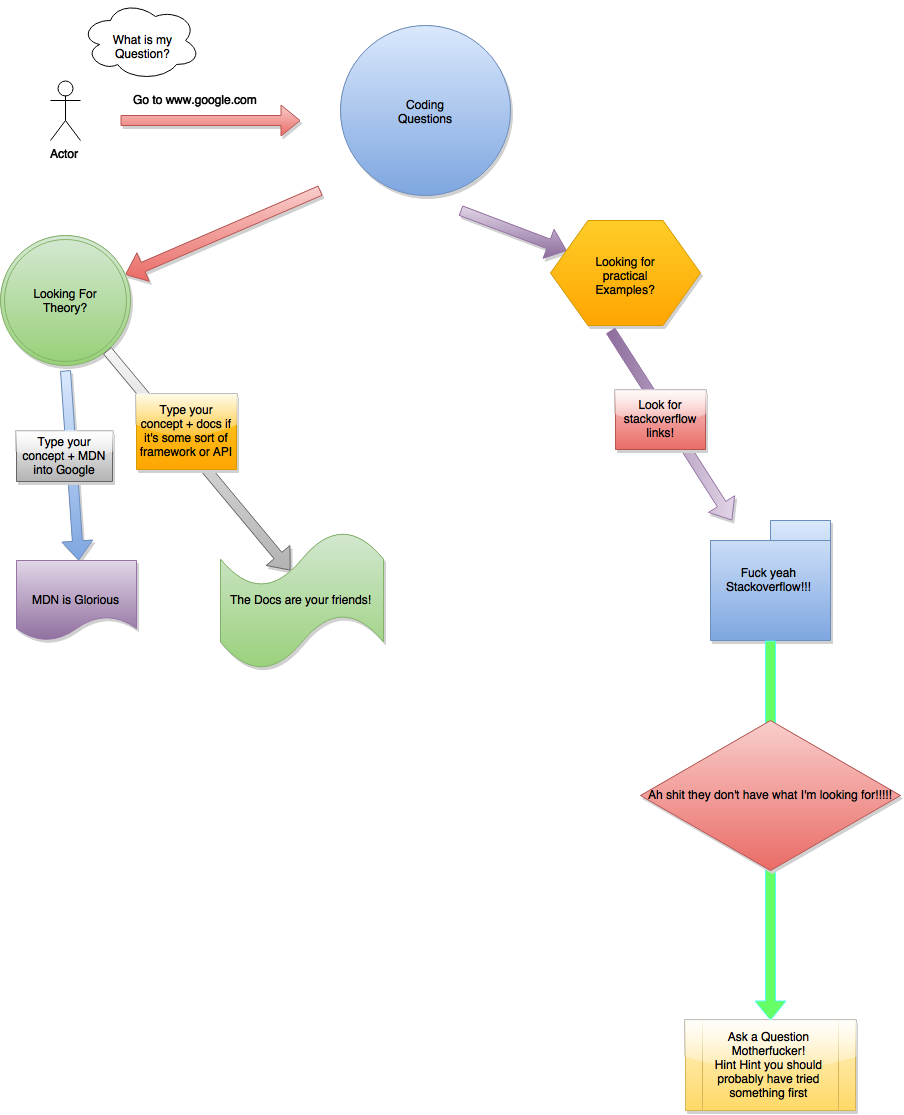 What is my
Question?
Go to www.google.com
Actor
Coding
Questions
Looking For
Theory?
Looking for
practical
Examples?
Type your
concept + MDN
into Google
Type your
concept + docs if
it's some sort of
framework or API
Look for
stackoverflow
links!
MDN is Glorious
The Docs are your friends!
Fuck yeah
Stackoverflow!!!
Ah shit they don't have what I'm looking for!!!!!
Ask a Question
Motherfucker!
Hint Hint you should
probably have tried
something first